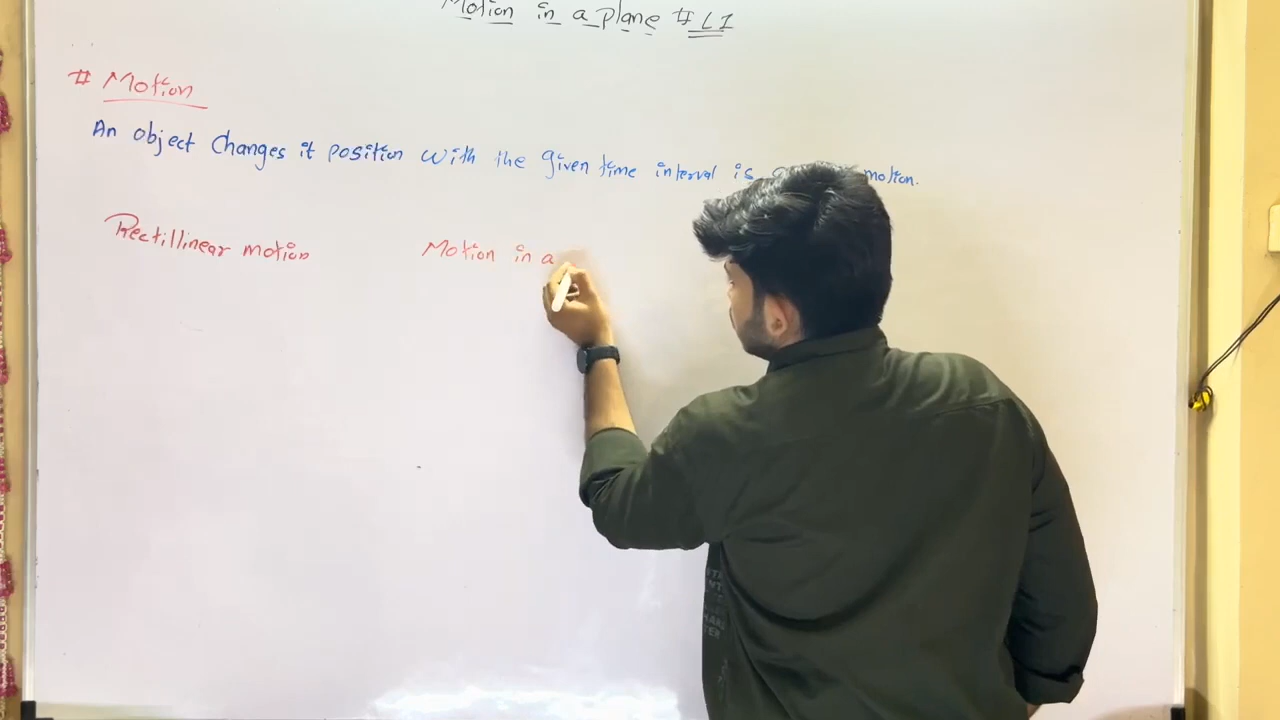 Motion in a plane # L1
# Motion
An object Changes it position with the given time interval is motion.
Rectillinear motion Motion in a